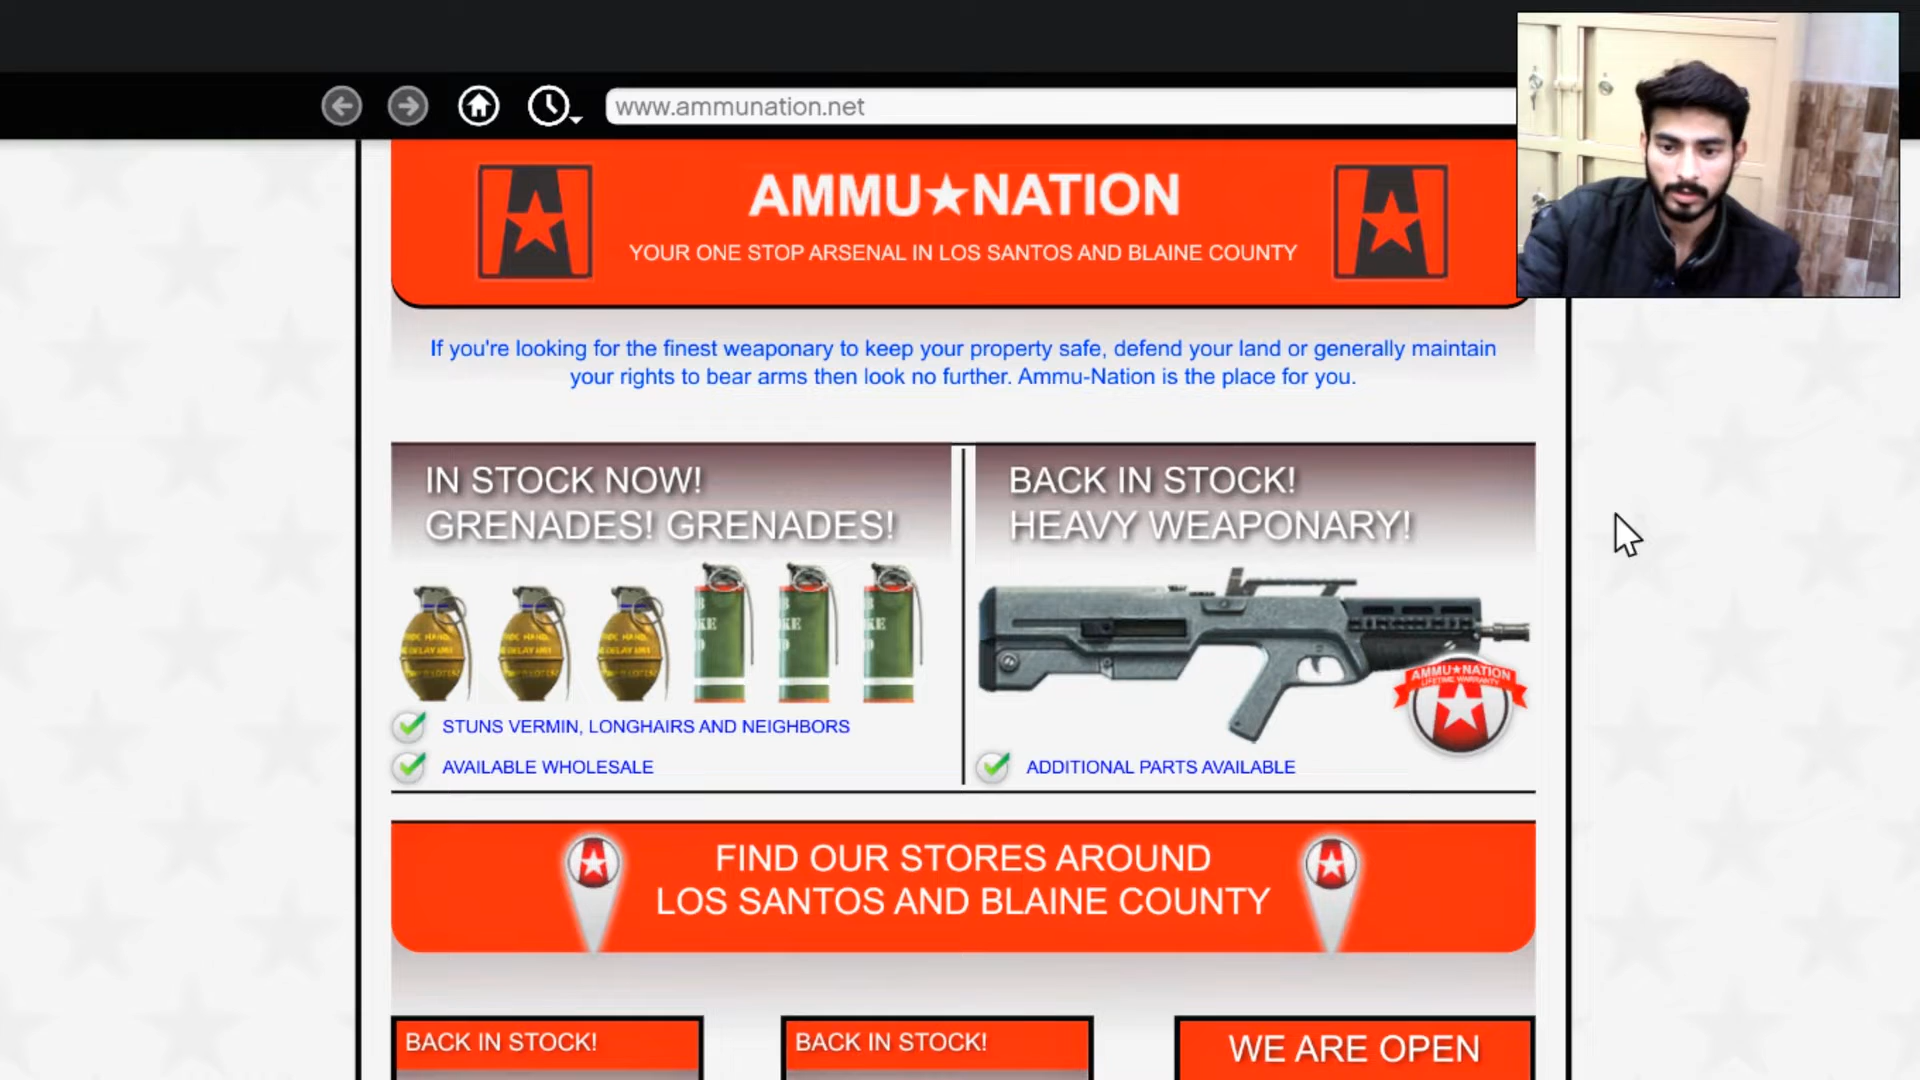 www.ammunation.net
AMMU★NATION
YOUR ONE STOP ARSENAL IN LOS SANTOS AND BLAINE COUNTY
If you're looking for the finest weaponary to keep your property safe, defend your land or generally maintain
your rights to bear arms then look no further. Ammu-Nation is the place for you.
IN STOCK NOW!
GRENADES! GRENADES!
STUNS VERMIN, LONGHAIRS AND NEIGHBORS
AVAILABLE WHOLESALE
BACK IN STOCK!
HEAVY WEAPONARY!
AMMU★NATION
LIFETIME WARRANTY
ADDITIONAL PARTS AVAILABLE
FIND OUR STORES AROUND
LOS SANTOS AND BLAINE COUNTY
BACK IN STOCK!
BACK IN STOCK!
WE ARE OPEN